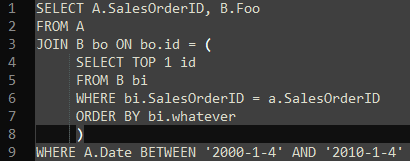 1 SELECT A.SalesOrderID, B.Foo
2 FROM A
3 JOIN B bo ON bo.id = (
4     SELECT TOP 1 id
5     FROM B bi
6     WHERE bi.SalesOrderID = a.SalesOrderID
7     ORDER BY bi.whatever
8     )
9 WHERE A.Date BETWEEN '2000-1-4' AND '2010-1-4'